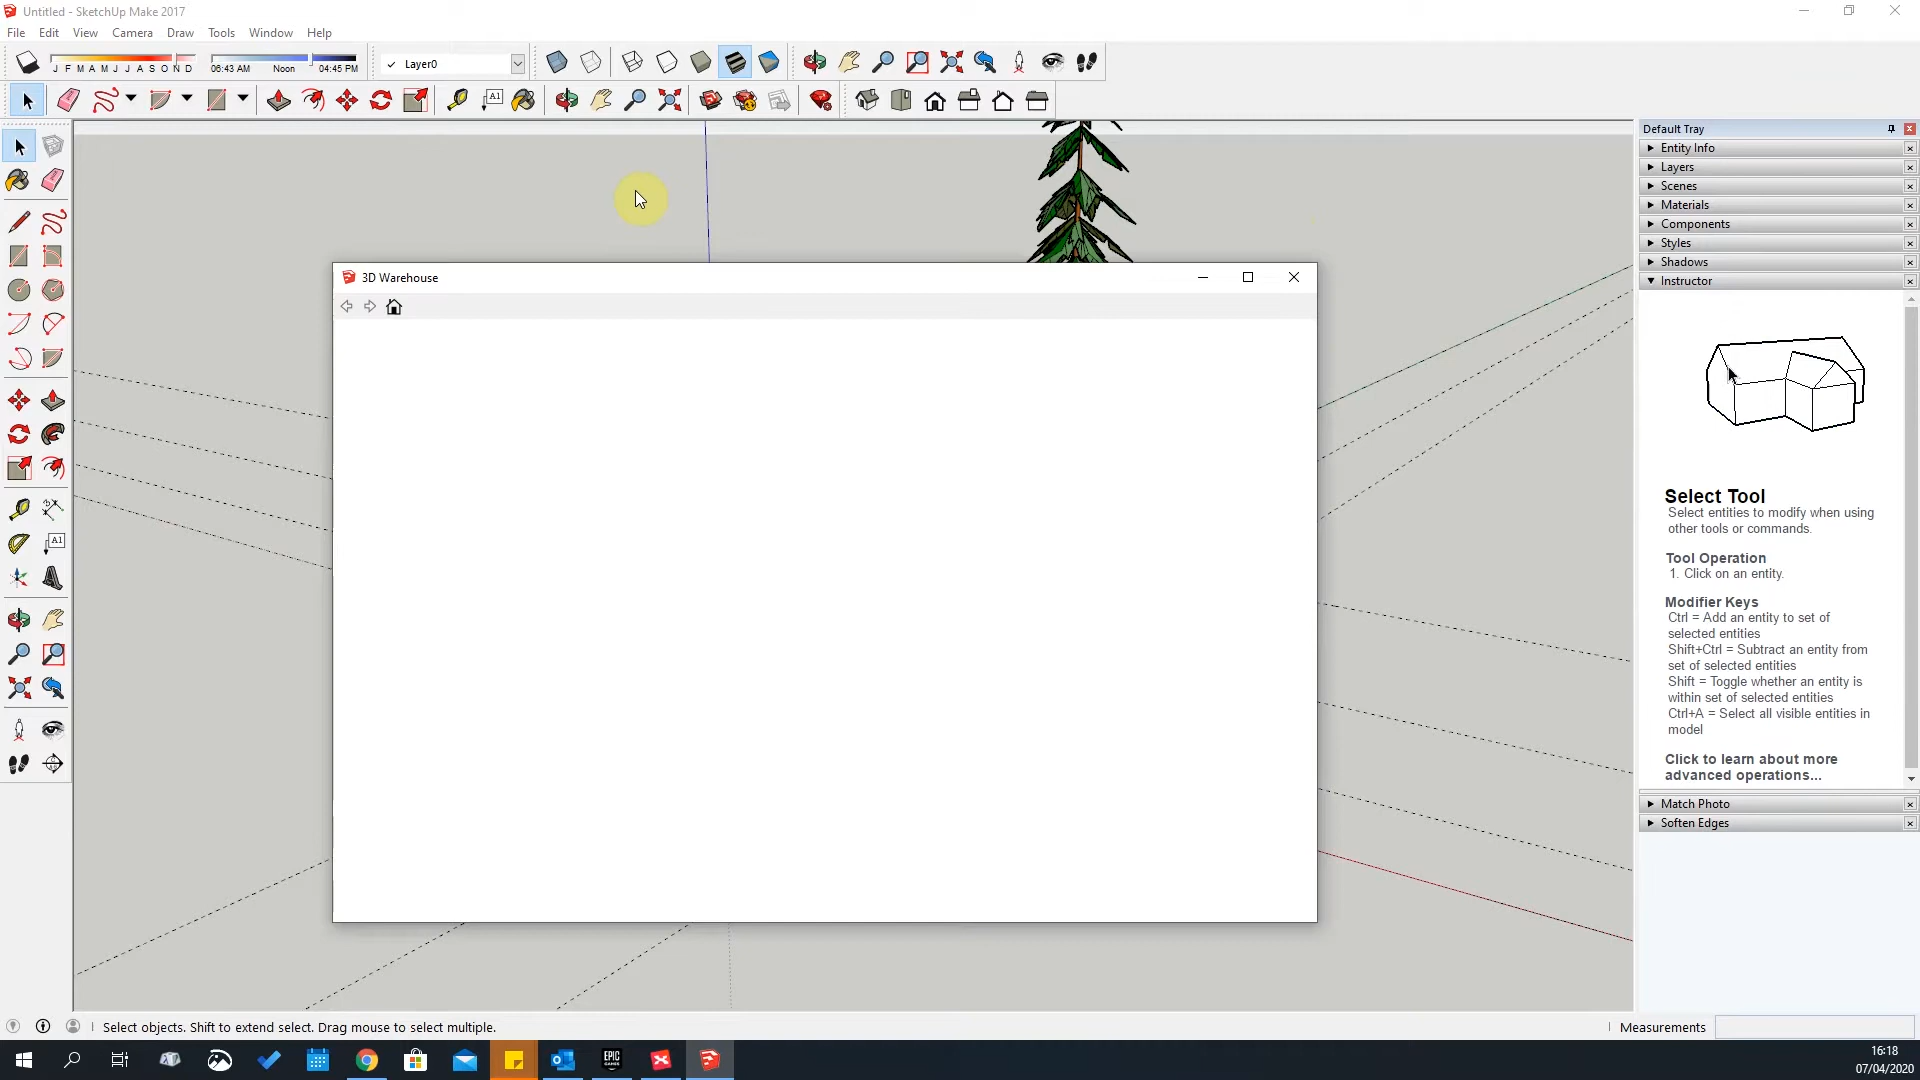 Untitled - SketchUp Make 2017
File Edit View Camera Draw Tools Window Help
J F M A M J J A S O N D 06:43 AM Noon 04:45 PM Layer0
A1
Default Tray
Entity Info
Layers
Scenes
Materials
Components
Styles
Shadows
Instructor
3D Warehouse
Select Tool
Select entities to modify when using
other tools or commands.
Tool Operation
1. Click on an entity.
Modifier Keys
Ctrl = Add an entity to set of
selected entities
Shift+Ctrl = Subtract an entity from
set of selected entities
Shift = Toggle whether an entity is
within set of selected entities
Ctrl+A = Select all visible entities in
model
Click to learn about more
advanced operations...
Match Photo
Soften Edges
A1
Select objects. Shift to extend select. Drag mouse to select multiple.
Measurements
EPIC GAMES
16:18
07/04/2020